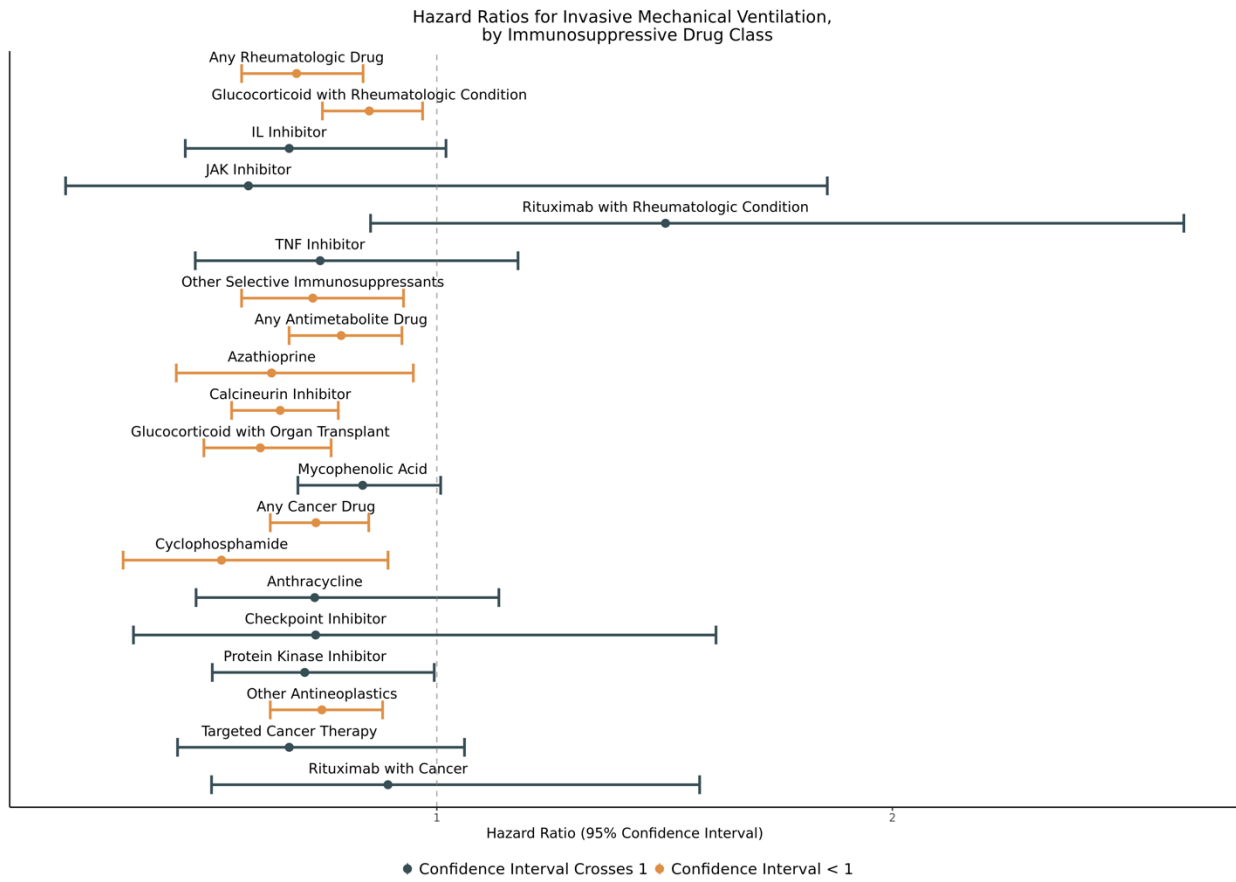 Hazard Ratios for Invasive Mechanical Ventilation,
by Immunosuppressive Drug Class
Any Rheumatologic Drug
Glucocorticoid with Rheumatologic Condition
IL Inhibitor
JAK Inhibitor
Rituximab with Rheumatologic Condition
TNF Inhibitor
Other Selective Immunosuppressants
Any Antimetabolite Drug
Azathioprine
Calcineurin Inhibitor
Glucocorticoid with Organ Transplant
Mycophenolic Acid
Any Cancer Drug
Cyclophosphamide
Anthracycline
Checkpoint Inhibitor
Protein Kinase Inhibitor
Other Antineoplastics
Targeted Cancer Therapy
Rituximab with Cancer
1 2
Hazard Ratio (95% Confidence Interval)
Confidence Interval Crosses 1 Confidence Interval < 1